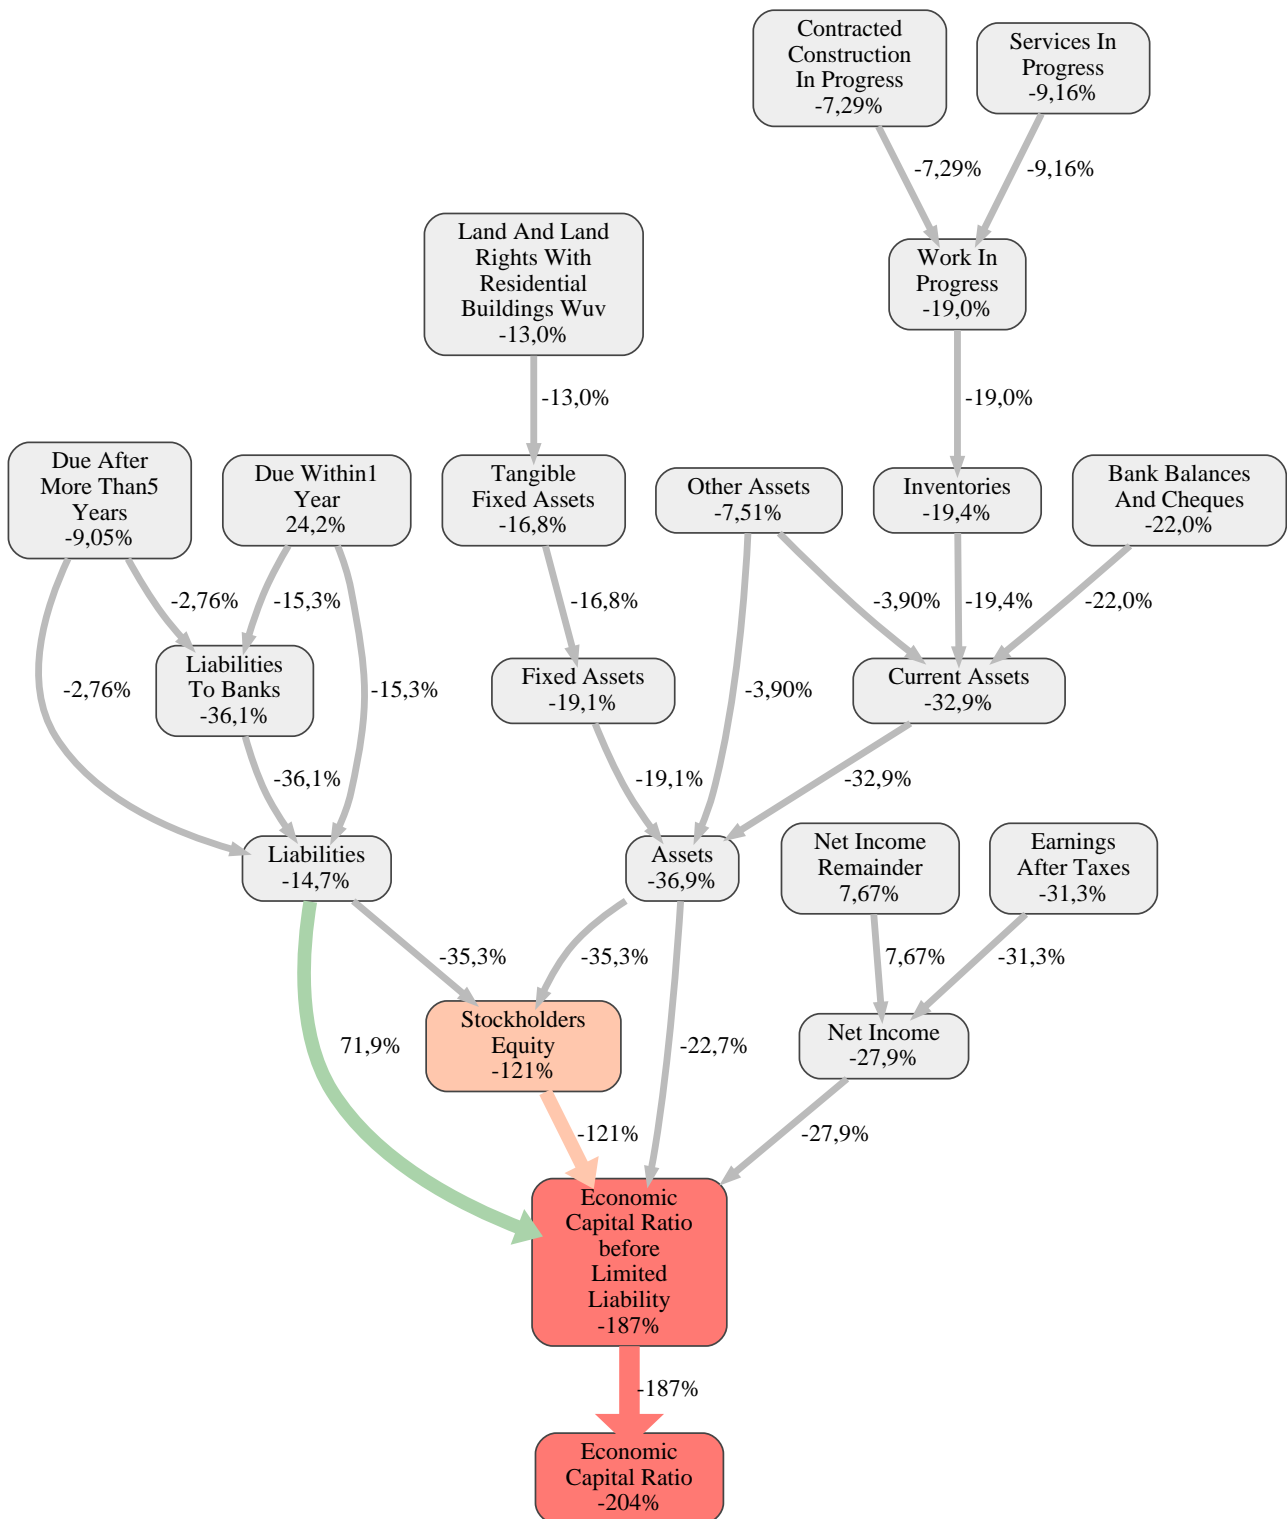 Contracted
Construction
In Progress
-7,29%
Services In
Progress
-9,16%
-7,29%
-9,16%
Land And Land
Rights With
Residential
Buildings Wuv
-13,0%
Work In
Progress
-19,0%
-13,0%
-19,0%
Due After
More Than5
Years
-9,05%
Due Within1
Year
24,2%
Tangible
Fixed Assets
-16,8%
Other Assets
-7,51%
Inventories
-19,4%
Bank Balances
And Cheques
-22,0%
-2,76%
-15,3%
-16,8%
-3,90%
-19,4%
-22,0%
Liabilities
To Banks
-36,1%
-2,76%
-15,3%
Fixed Assets
-19,1%
-3,90%
Current Assets
-32,9%
-36,1%
-19,1%
-32,9%
Liabilities
-14,7%
Assets
-36,9%
Net Income
Remainder
7,67%
Earnings
After Taxes
-31,3%
-35,3%
-35,3%
7,67%
-31,3%
71,9%
Stockholders
Equity
-121%
-22,7%
Net Income
-27,9%
-121%
-27,9%
Economic
Capital Ratio
before
Limited
Liability
-187%
-187%
Economic
Capital Ratio
-204%